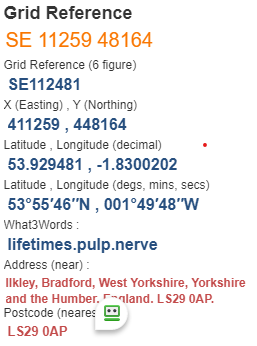 Grid Reference
SE 11259 48164
Grid Reference (6 figure)
SE112481
X (Easting) , Y (Northing)
411259 , 448164
Latitude , Longitude (decimal)
53.929481 , -1.8300202
Latitude , Longitude (degs, mins, secs)
53°55′46″N , 001°49′48″W
What3Words :
lifetimes.pulp.nerve
Address (near) :
Ilkley, Bradford, West Yorkshire, Yorkshire
and the Humber, England, LS29 0AP.
Postcode (neares
LS29 0AP